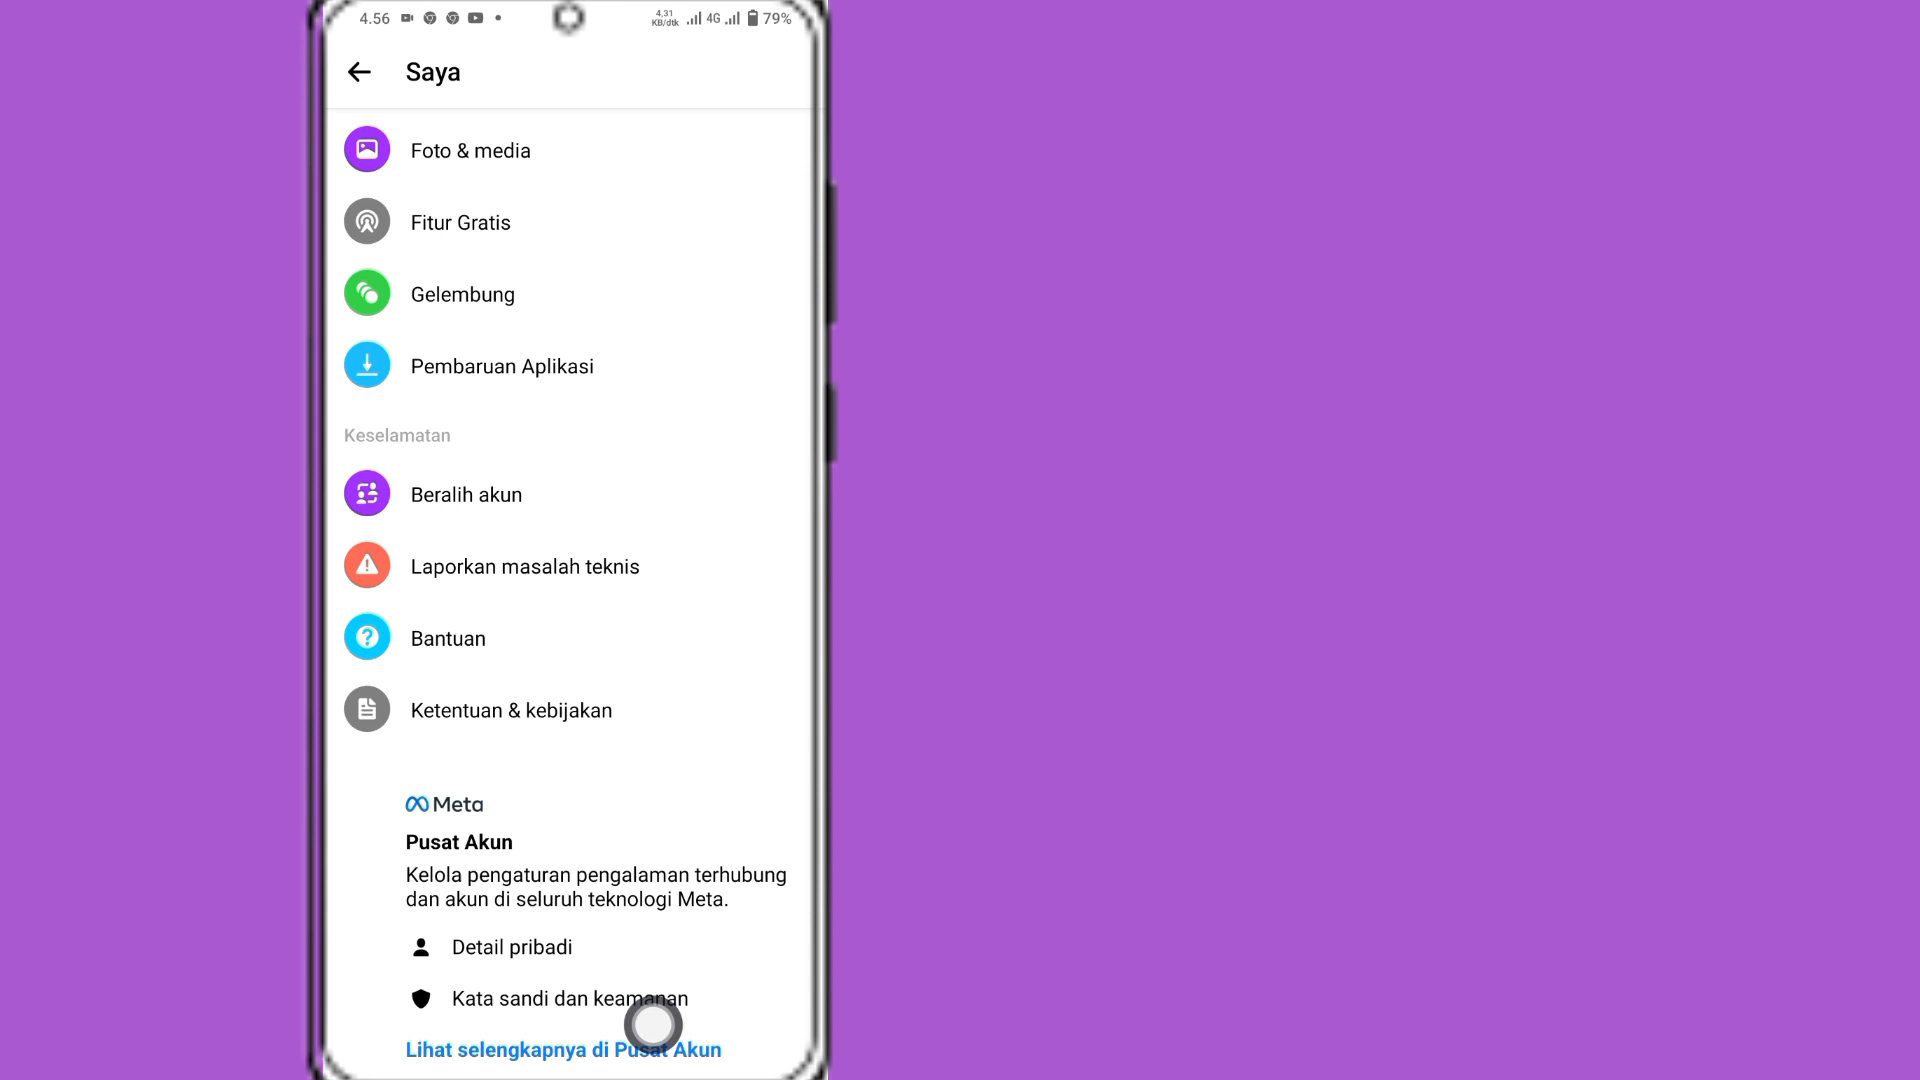 4.56
4,31
KB/dtk
4G
79%
Saya
Foto & media
Fitur Gratis
Gelembung
Pembaruan Aplikasi
Keselamatan
Beralih akun
Laporkan masalah teknis
Bantuan
Ketentuan & kebijakan
Meta
Pusat Akun
Kelola pengaturan pengalaman terhubung
dan akun di seluruh teknologi Meta.
Detail pribadi
Kata sandi dan keamanan
Lihat selengkapnya di Pusat Akun